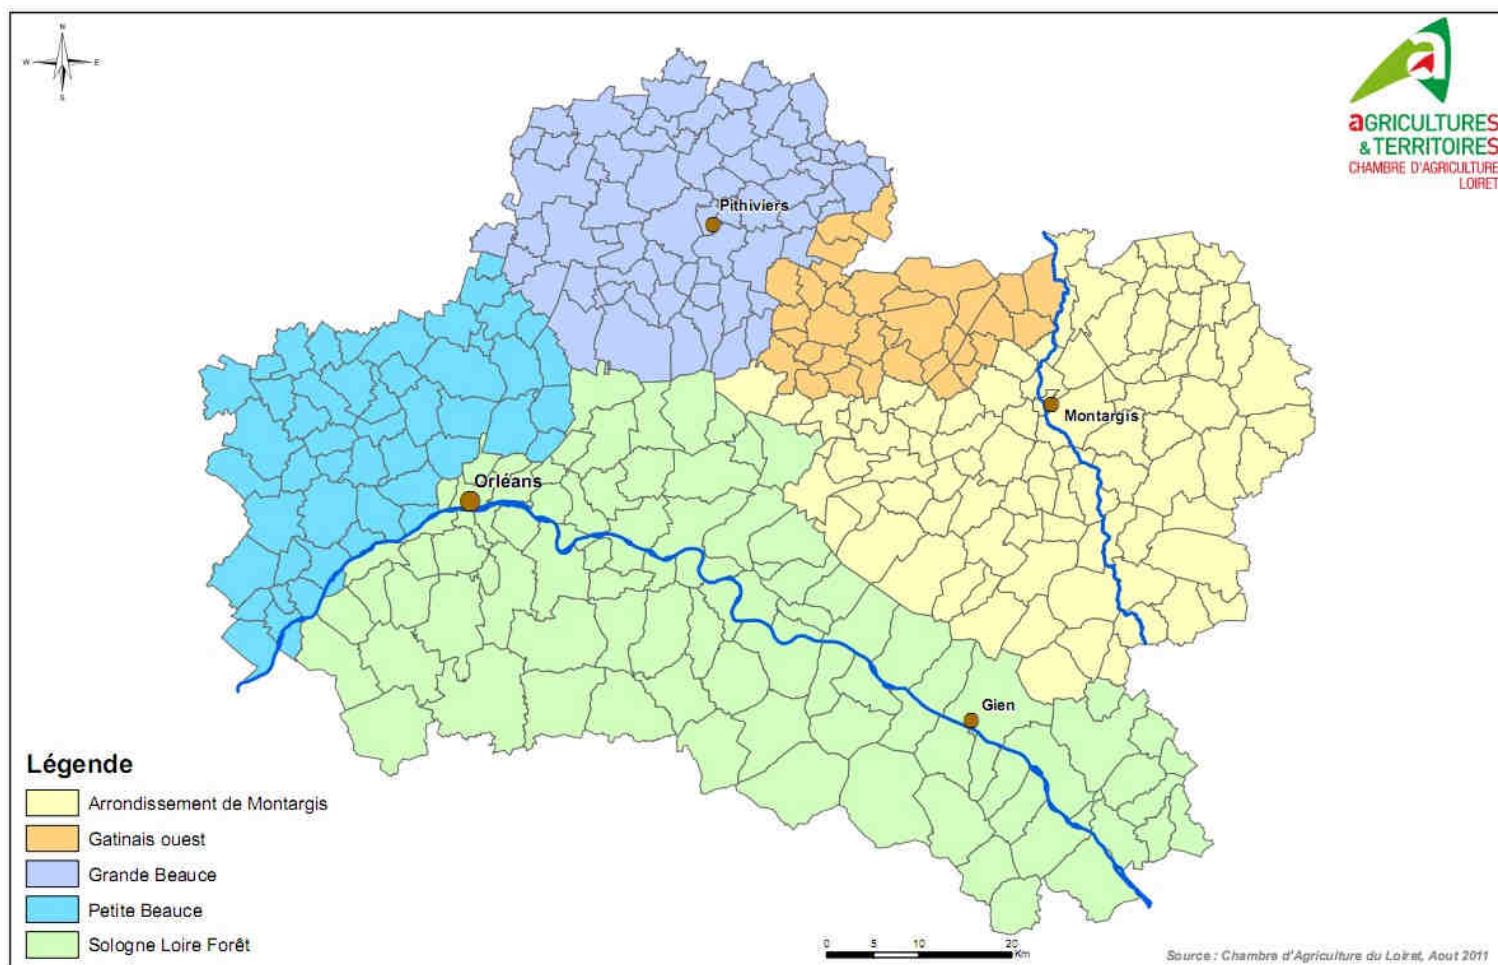 N
W E
S
a
aGRICULTURES
& TERRITOIRES
CHAMBRE D'AGRICULTURE
LOIRET
Pithiviers
Montargis
Orléans
Gien
Légende
Arrondissement de Montargis
Gatinais ouest
Grande Beauce
Petite Beauce
Sologne Loire Forêt
0 5 10 20
Km
Source : Chambre d'Agriculture du Loiret, Aout 2011